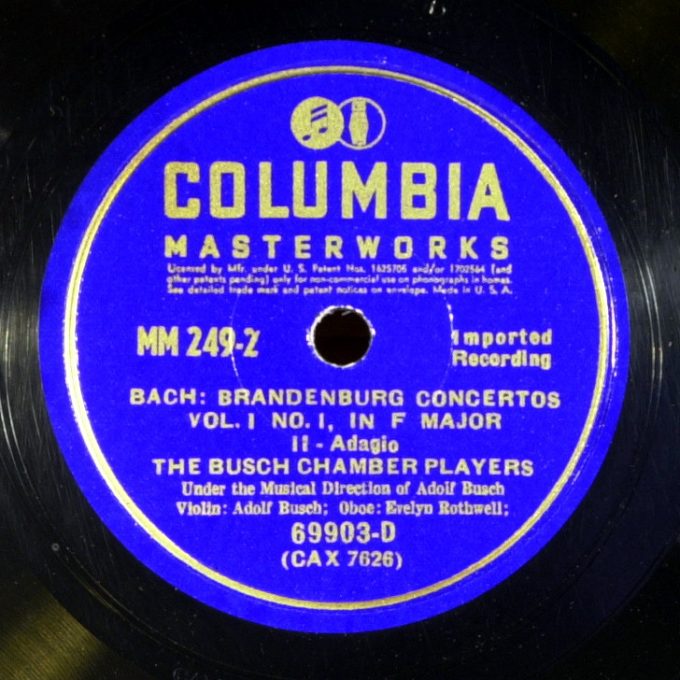 COLUMBIA
MASTERWORKS
Licensed by Mfr. under U. S. Patent Nos. 1625705 and/or 1702564 (and
other patents pending) only for non-commercial use on phonographs in homes.
See detailed trade mark and patent notices on envelope. Made in U. S. A.
MM 249-2
Imported
Recording
BACH: BRANDENBURG CONCERTOS
VOL. I NO. I, IN F MAJOR
II - Adagio
THE BUSCH CHAMBER PLAYERS
Under the Musical Direction of Adolf Busch
Violin: Adolf Busch; Oboe: Evelyn Rothwell;
69903-D
(CAX 7626)